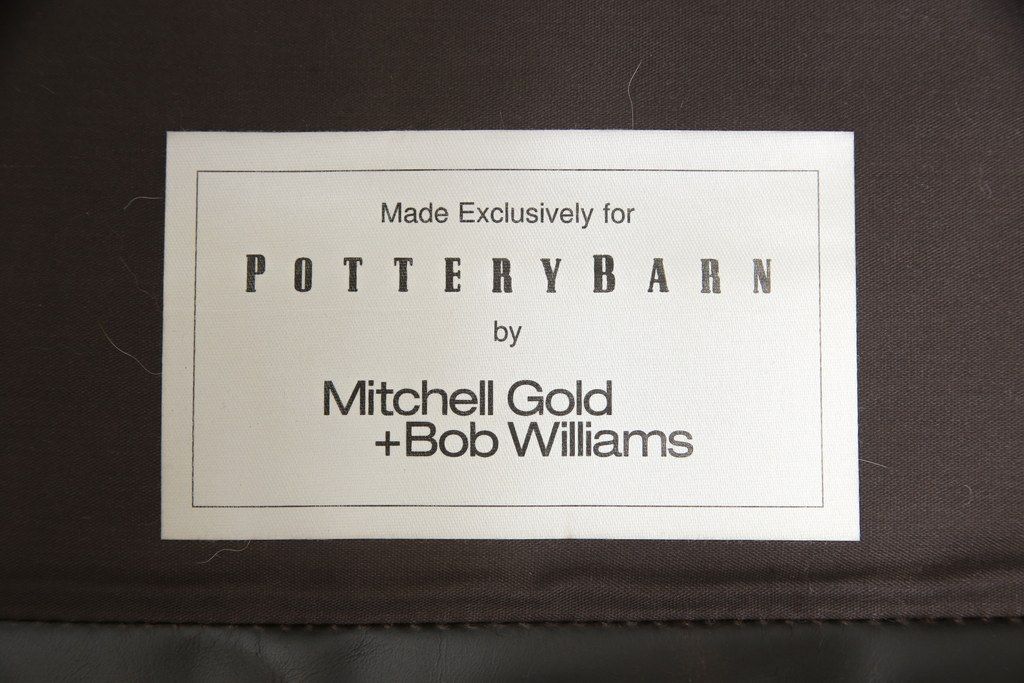 Made Exclusively for
POTTERYBARN
by
Mitchell Gold
+Bob Williams